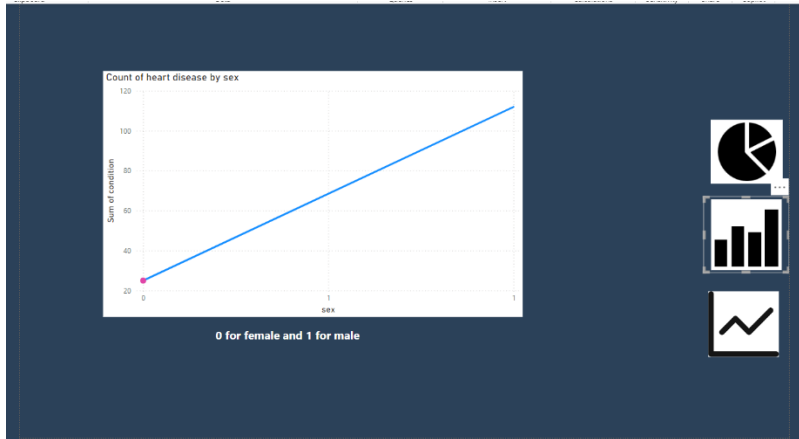 Count of heart disease by sex
120
100
80
60
40
20
Sum of condition
0 1 1
sex
0 for female and 1 for male